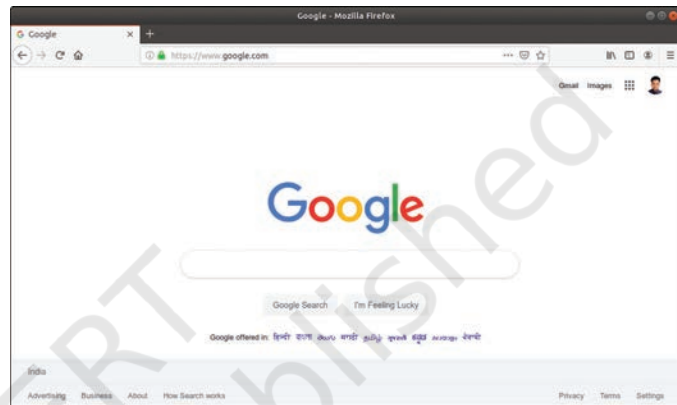 Google - Mozilla Firefox
Google
https://www.google.com
Gmail Images
Google
Google Search I'm Feeling Lucky
Google offered in: हिन्दी বাংলা తెలుగు मराठी தமிழ் ગુજરાતી ಕನ್ನಡ മലയാളം ਪੰਜਾਬੀ
India
Advertising Business About How Search works
Privacy Terms Settings